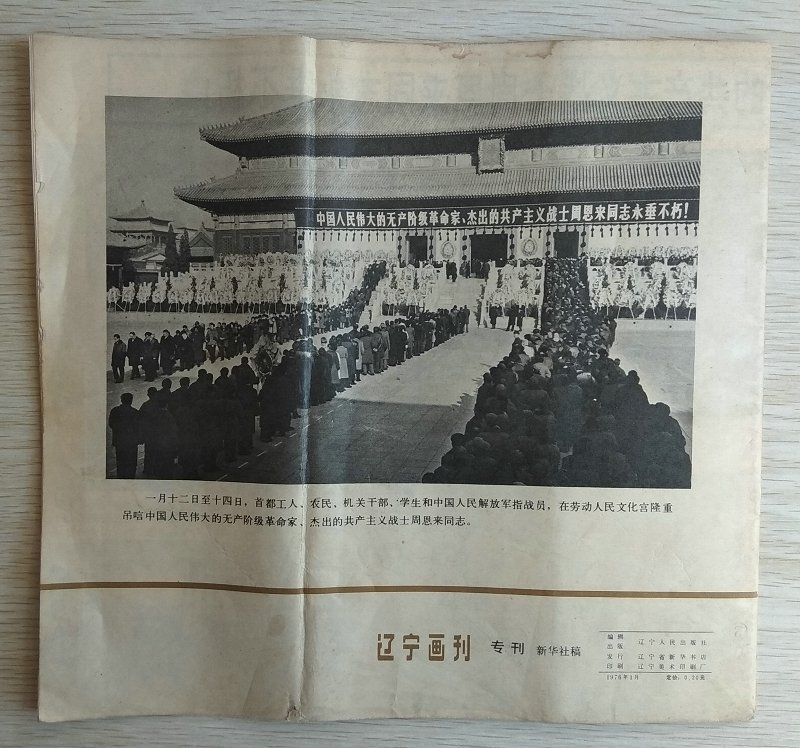 中国人民伟大的无产阶级革命家、杰出的共产主义战士周恩来同志永垂不朽!
一月十二日至十四日，首都工人、农民、机关干部、学生和中国人民解放军指战员，在劳动人民文化宫隆重
吊唁中国人民伟大的无产阶级革命家、杰出的共产主义战士周恩来同志。
辽宁画刊 专刊 新华社稿
编辑
出版 辽宁人民出版社
发行 辽宁省新华书店
印刷 辽宁美术印刷厂
1976年1月 定价：0.20元